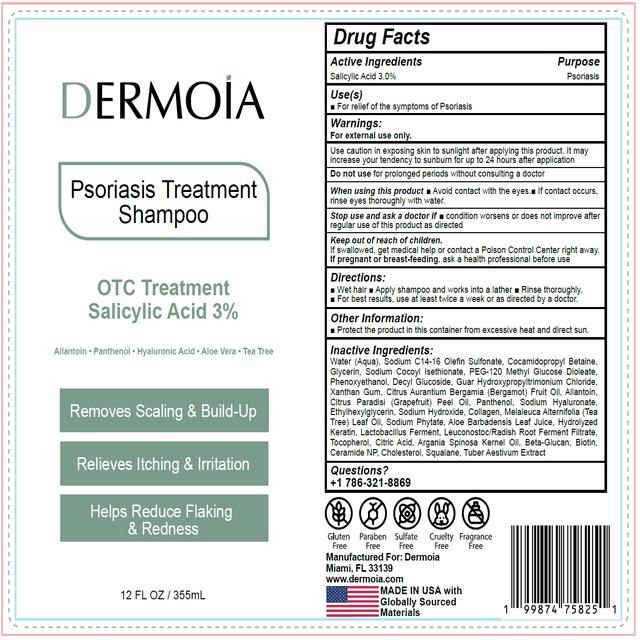 DERMOIA
Psoriasis Treatment
Shampoo
OTC Treatment
Salicylic Acid 3%
Allantoin • Panthenol • Hyaluronic Acid • Aloe Vera • Tea Tree
Removes Scaling & Build-Up
Relieves Itching & Irritation
Helps Reduce Flaking
& Redness
12 FL OZ / 355mL
Drug Facts
Active Ingredients Purpose
Salicylic Acid 3.0% Psoriasis
Use(s)
■ For relief of the symptoms of Psoriasis
Warnings:
For external use only.
Use caution in exposing skin to sunlight after applying this product. It may
increase your tendency to sunburn for up to 24 hours after application
Do not use for prolonged periods without consulting a doctor
When using this product ■ Avoid contact with the eyes.■ If contact occurs,
rinse eyes thoroughly with water.
Stop use and ask a doctor if ■ condition worsens or does not improve after
regular use of this product as directed
Keep out of reach of children.
If swallowed, get medical help or contact a Poison Control Center right away.
If pregnant or breast-feeding, ask a health professional before use
Directions:
■ Wet hair ■ Apply shampoo and works into a lather ■ Rinse thoroughly.
■ For best results, use at least twice a week or as directed by a doctor.
Other Information:
■ Protect the product in this container from excessive heat and direct sun.
Inactive Ingredients:
Water (Aqua), Sodium C14-16 Olefin Sulfonate, Cocamidopropyl Betaine,
Glycerin, Sodium Cocoyl Isethionate, PEG-120 Methyl Glucose Dioleate,
Phenoxyethanol, Decyl Glucoside, Guar Hydroxypropyltrimonium Chloride,
Xanthan Gum, Citrus Aurantium Bergamia (Bergamot) Fruit Oil, Allantoin,
Citrus Paradisi (Grapefruit) Peel Oil, Panthenol, Sodium Hyaluronate,
Ethylhexylglycerin, Sodium Hydroxide, Collagen, Melaleuca Alternifolia (Tea
Tree) Leaf Oil, Sodium Phytate, Aloe Barbadensis Leaf Juice, Hydrolyzed
Keratin, Lactobacillus Ferment, Leuconostoc/Radish Root Ferment Filtrate,
Tocopherol, Citric Acid, Argania Spinosa Kernel Oil, Beta-Glucan, Biotin,
Ceramide NP, Cholesterol, Squalane, Tuber Aestivum Extract
Questions?
+1 786-321-8869
Gluten
Free
Paraben
Free
Sulfate
Free
Cruelty
Free
Fragrance
Free
Manufactured For: Dermoia
Miami, FL 33139
www.dermoia.com
MADE IN USA with
Globally Sourced
Materials
1 99874 75825 1